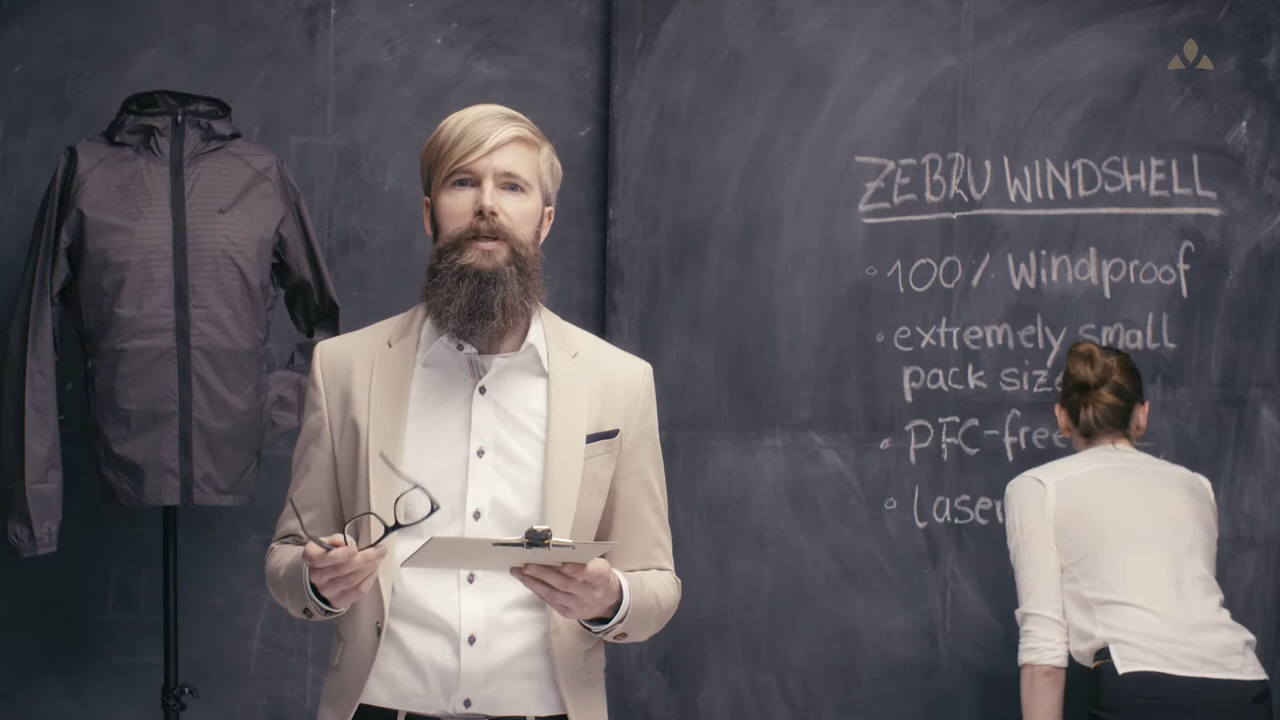 ZEBRU WINDSHELL
• 100% Windproof
• extremely small
pack size
• PFC-free
• Laser